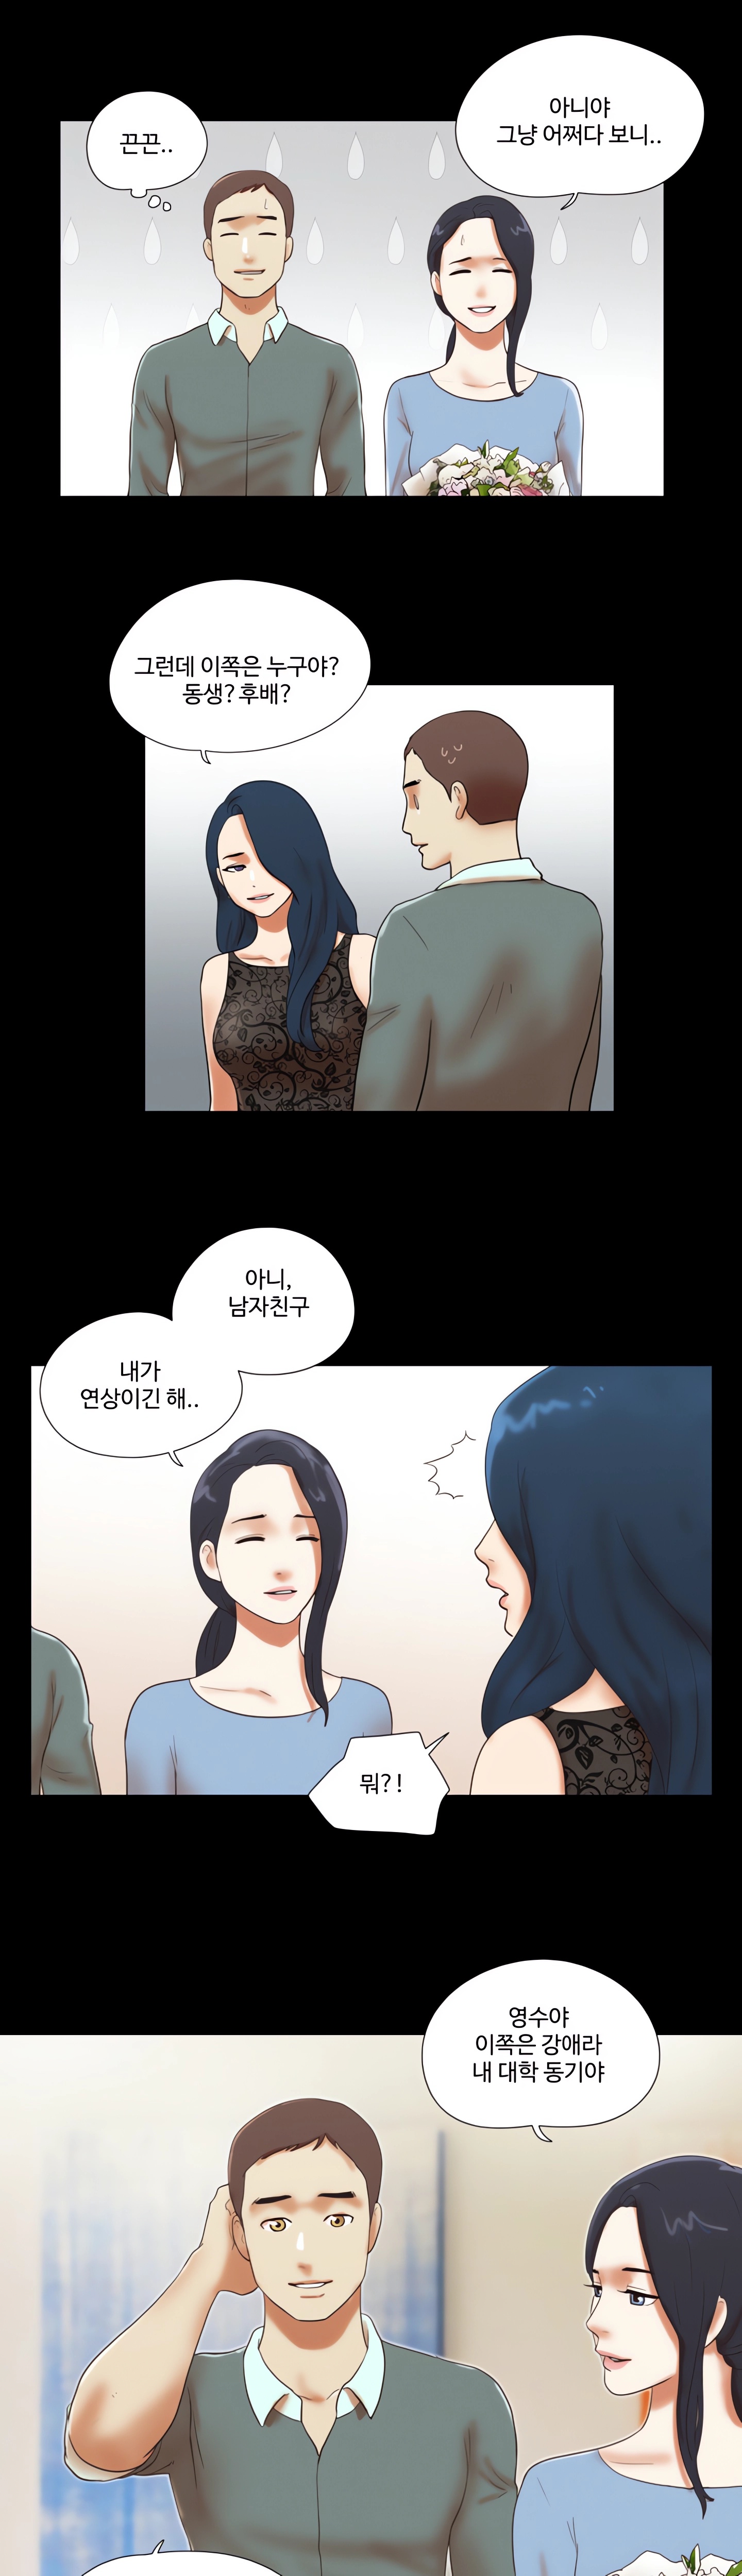 끈끈..
아니야
그냥 어쩌다 보니..
그런데 이쪽은 누구야?
동생? 후배?
아니,
남자친구
내가
연상이긴 해..
뭐?!
영수야
이쪽은 강애라
내 대학 동기야